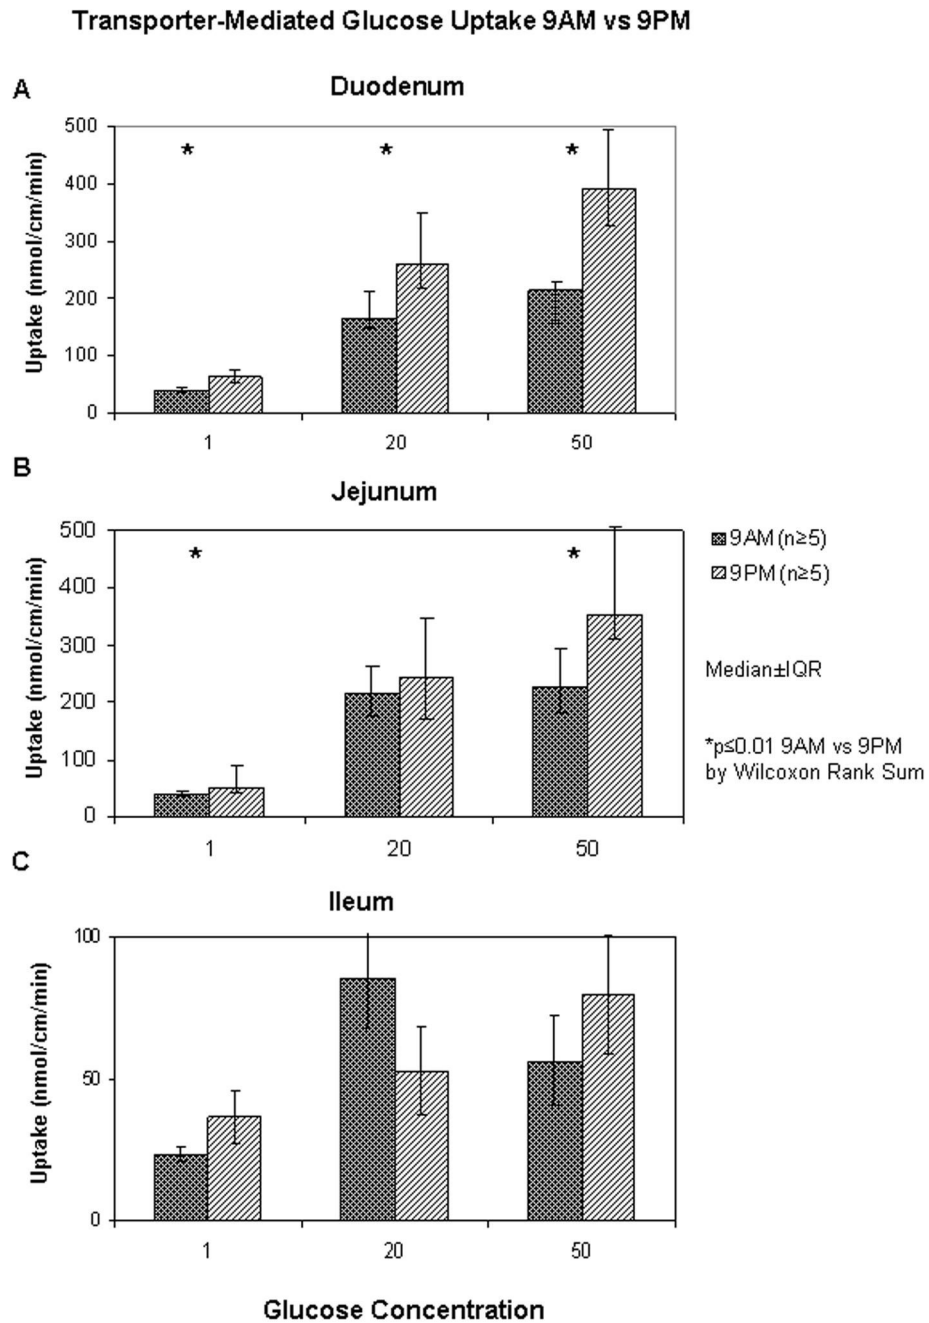 Transporter-Mediated Glucose Uptake 9AM vs 9PM
A
Duodenum
Uptake (nmol/cm/min)
500
400
300
200
100
0
* * *
1 20 50
B
Jejunum
Uptake (nmol/cm/min)
500
400
300
200
100
0
* *
1 20 50
9AM (n≥5)
9PM (n≥5)
Median±IQR
*p≤0.01 9AM vs 9PM
by Wilcoxon Rank Sum
C
Ileum
Uptake (nmol/cm/min)
100
50
0
1 20 50
Glucose Concentration